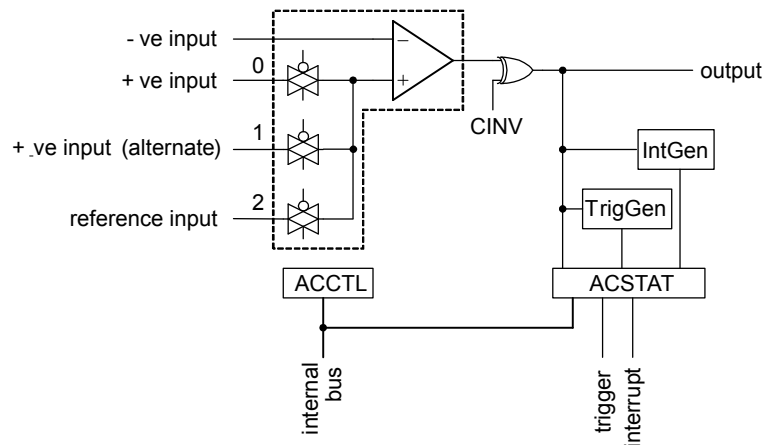 - ve input
+ ve input
0
+ ve input (alternate)
1
reference input
2
−
+
CINV
output
IntGen
TrigGen
ACCTL
ACSTAT
internal
bus
trigger
interrupt